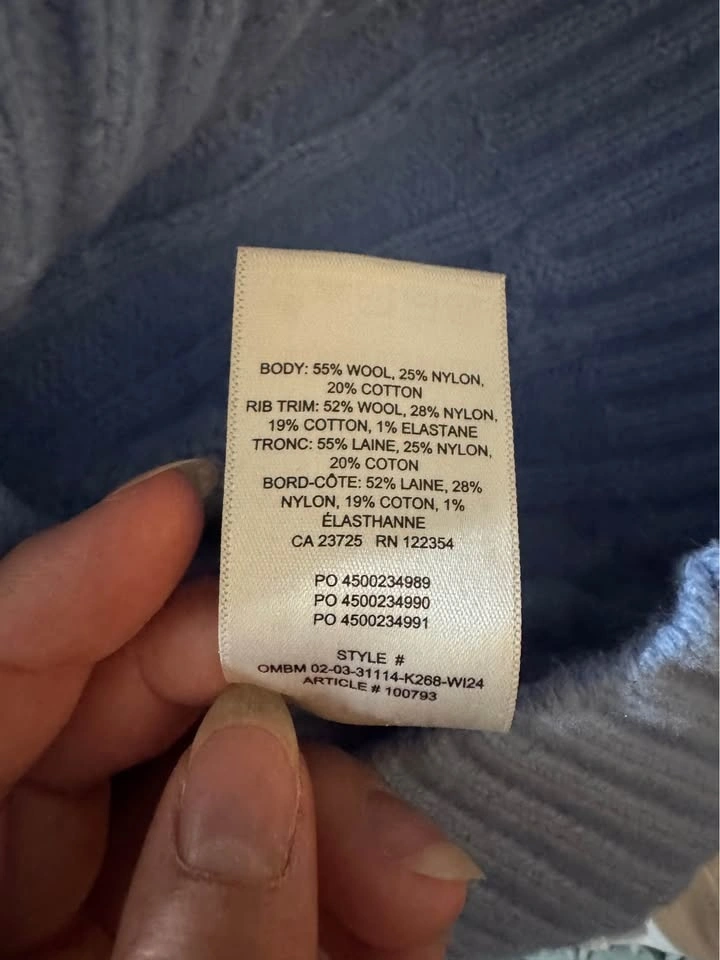 BODY: 55% WOOL, 25% NYLON,
20% COTTON
RIB TRIM: 52% WOOL, 28% NYLON,
19% COTTON, 1% ELASTANE
TRONC: 55% LAINE, 25% NYLON,
20% COTON
BORD-CÔTE: 52% LAINE, 28%
NYLON, 19% COTON, 1%
ÉLASTHANNE
CA 23725 RN 122354
PO 4500234989
PO 4500234990
PO 4500234991
STYLE #
OMBM 02-03-31114-K268-WI24
ARTICLE # 100793